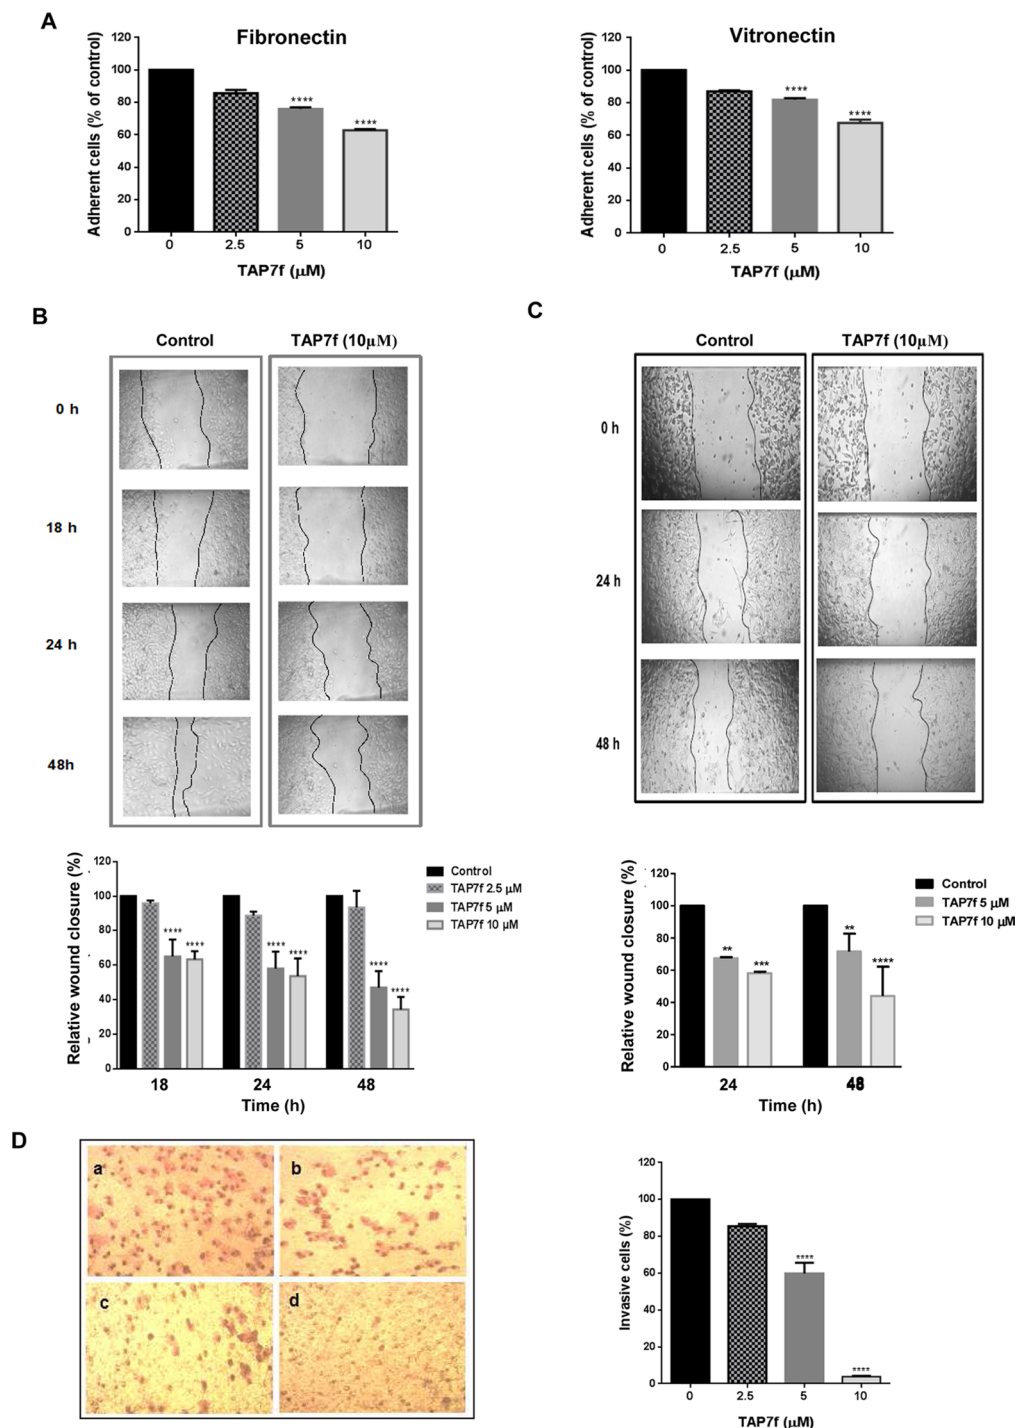 A
Fibronectin
Adherent cells (% of control)
120
100
80
60
40
20
0
****
****
0 2.5 5 10
TAP7f (μM)
Vitronectin
Adherent cells (% of control)
120
100
80
60
40
20
0
****
****
0 2.5 5 10
TAP7f (μM)
B
Control TAP7f (10μM)
0 h
18 h
24 h
48h
C
Control TAP7f (10μM)
0 h
24 h
48 h
Relative wound closure (%)
120
100
80
60
40
20
0
**** ****
**** ****
**** ****
18 24 48
Time (h)
Control
TAP7f 2.5 μM
TAP7f 5 μM
TAP7f 10 μM
Relative wound closure (%)
120
100
80
60
40
20
0
** ***
** ****
24 48
Time (h)
Control
TAP7f 5 μM
TAP7f 10 μM
D
a b
c d
Invasive cells (%)
120
100
80
60
40
20
0
****
****
0 2.5 5 10
TAP7f (μM)